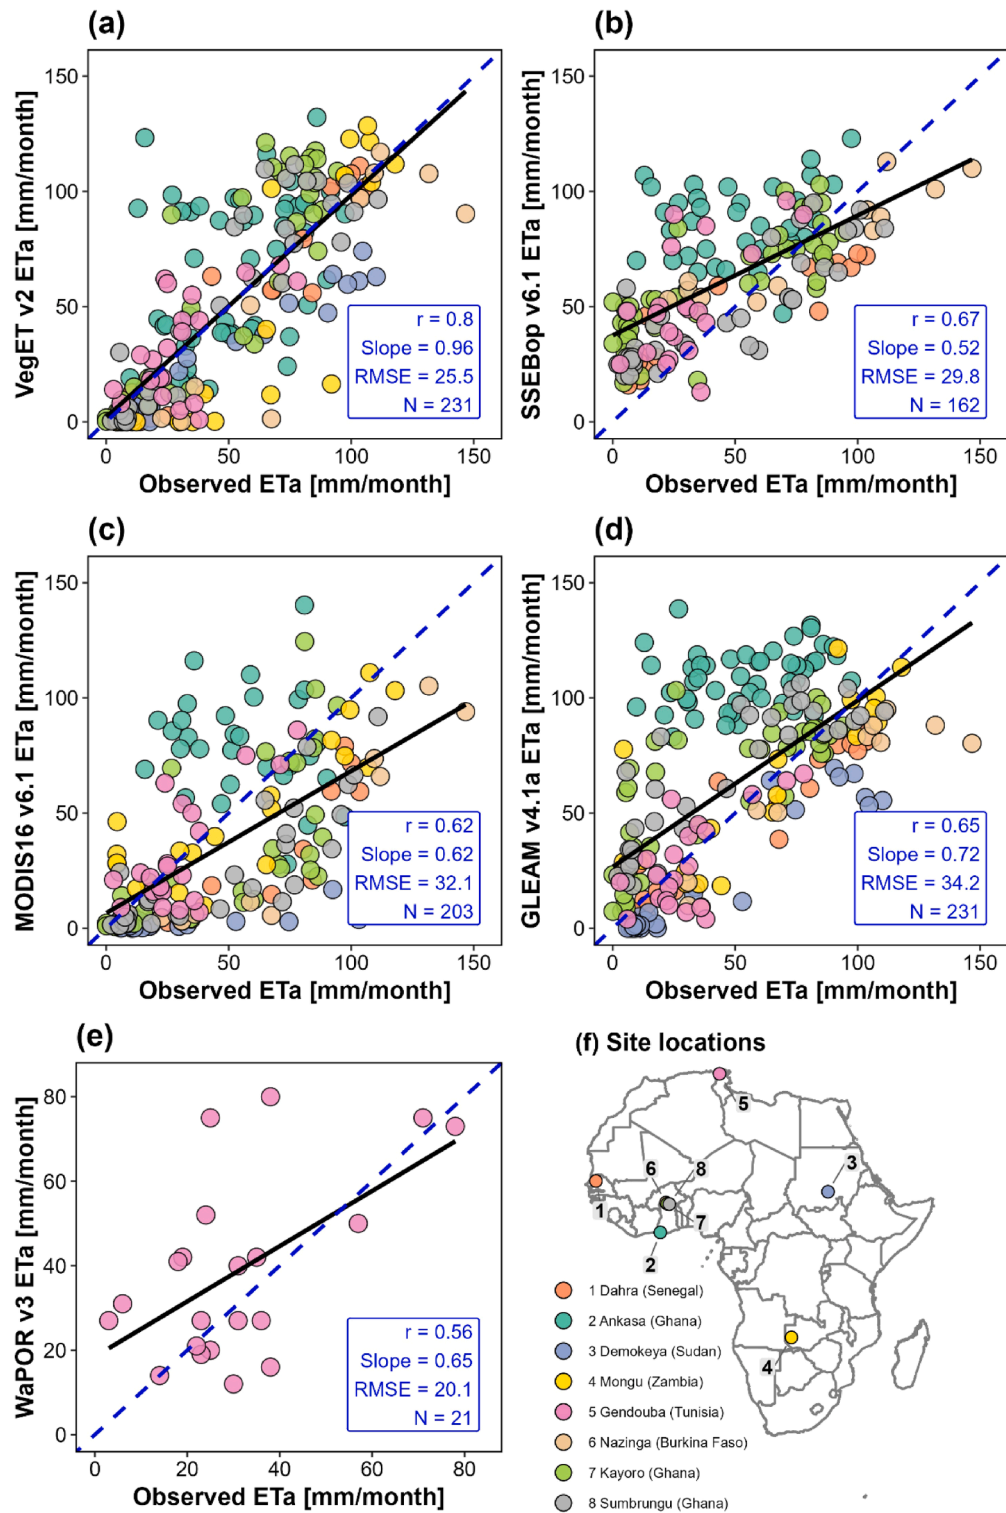 (a)
(b)
VegET v2 ETa [mm/month]
150
100
50
0
r = 0.8
Slope = 0.96
RMSE = 25.5
N = 231
0 50 100 150
Observed ETa [mm/month]
SSEBop v6.1 ETa [mm/month]
150
100
50
0
r = 0.67
Slope = 0.52
RMSE = 29.8
N = 162
0 50 100 150
Observed ETa [mm/month]
(c)
(d)
MODIS16 v6.1 ETa [mm/month]
150
100
50
0
r = 0.62
Slope = 0.62
RMSE = 32.1
N = 203
0 50 100 150
Observed ETa [mm/month]
GLEAM v4.1a ETa [mm/month]
150
100
50
0
r = 0.65
Slope = 0.72
RMSE = 34.2
N = 231
0 50 100 150
Observed ETa [mm/month]
(e)
WaPOR v3 ETa [mm/month]
80
60
40
20
0
r = 0.56
Slope = 0.65
RMSE = 20.1
N = 21
0 20 40 60 80
Observed ETa [mm/month]
(f) Site locations
5
6
8
3
1
7
2
4
1 Dahra (Senegal)
2 Ankasa (Ghana)
3 Demokeya (Sudan)
4 Mongu (Zambia)
5 Gendouba (Tunisia)
6 Nazinga (Burkina Faso)
7 Kayoro (Ghana)
8 Sumbrungu (Ghana)